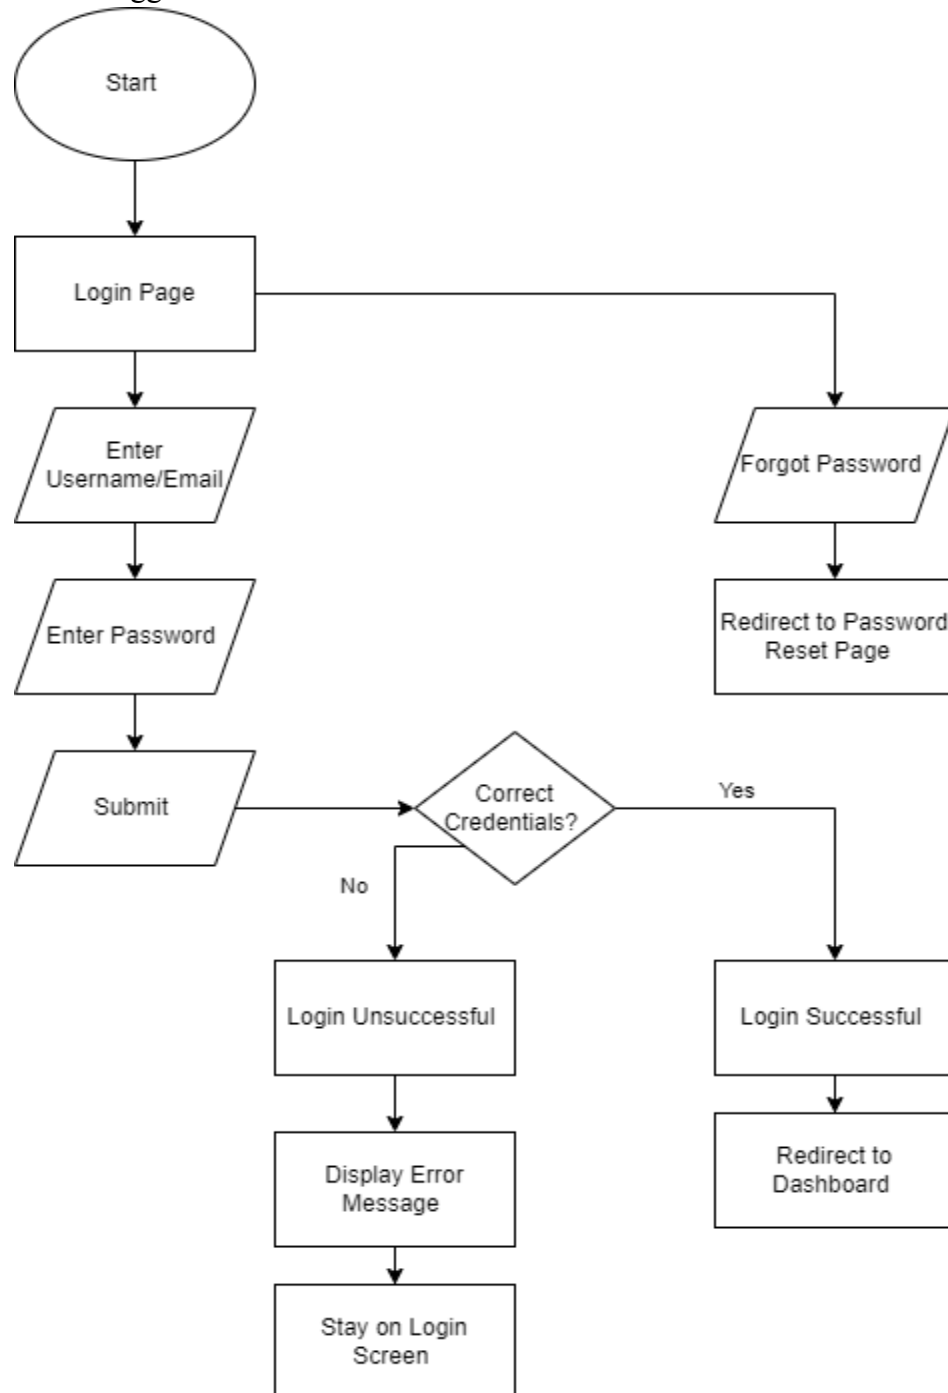 Start
Login Page
Enter
Username/Email
Forgot Password
Enter Password
Redirect to Password
Reset Page
Submit
Correct
Credentials?
Yes
No
Login Unsuccessful
Login Successful
Display Error
Message
Redirect to
Dashboard
Stay on Login
Screen